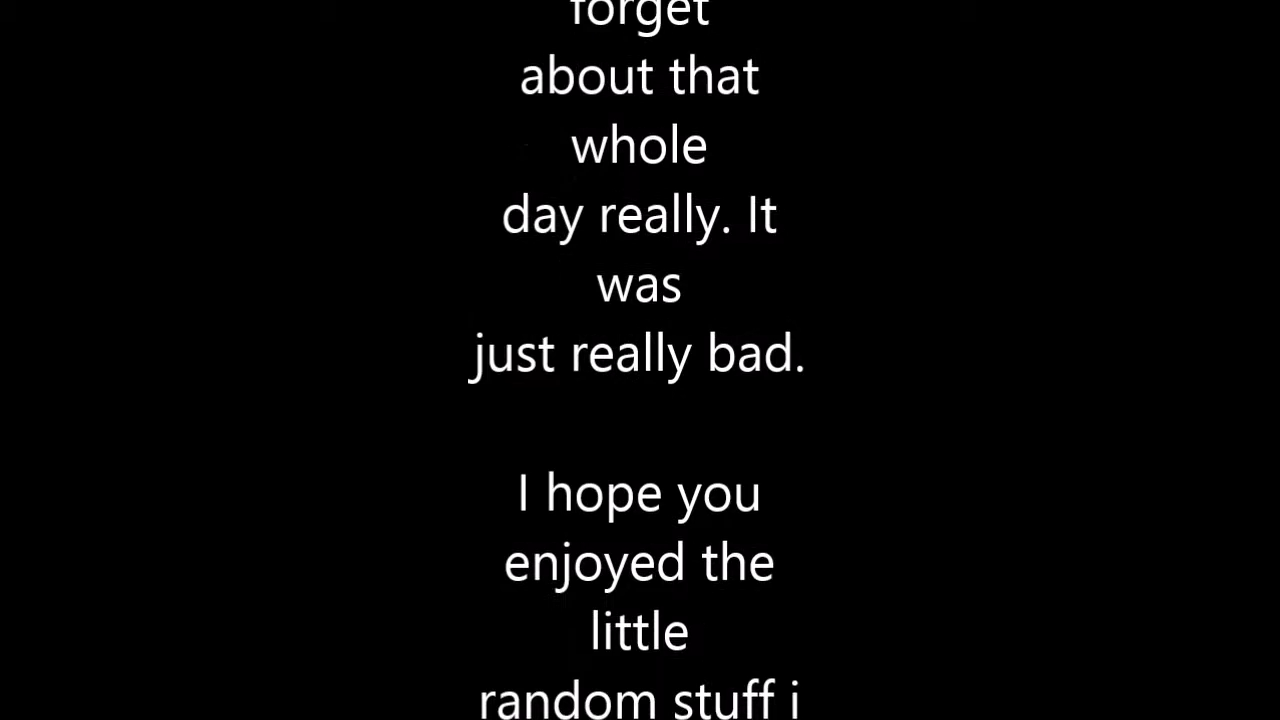 forget
about that
whole
day really. It
was
just really bad.
I hope you
enjoyed the
little
random stuff i